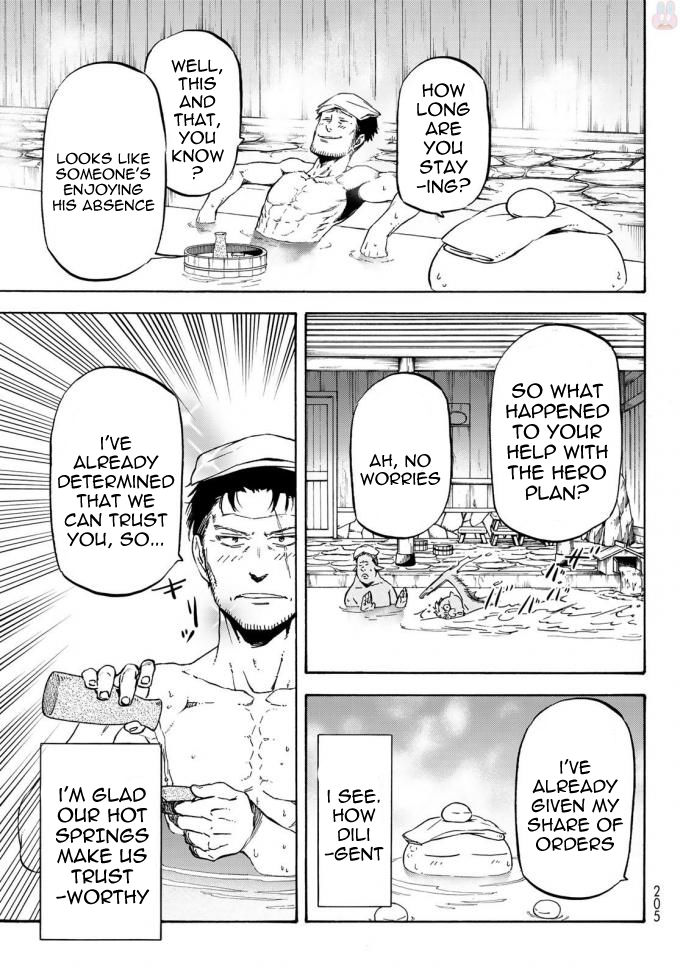 HOW
LONG
ARE
YOU
STAY
-ING?
WELL,
THIS
AND
THAT,
YOU
KNOW
?
LOOKS LIKE
SOMEONE'S
ENJOYING
HIS ABSENCE
SO WHAT
HAPPENED
TO YOUR
HELP WITH
THE HERO
PLAN?
AH, NO
WORRIES
I'VE
ALREADY
GIVEN MY
SHARE OF
ORDERS
I SEE.
HOW
DILI
-GENT
I'VE
ALREADY
DETERMINED
THAT WE
CAN TRUST
YOU, SO...
I'M GLAD
OUR HOT
SPRINGS
MAKE US
TRUST
-WORTHY
205